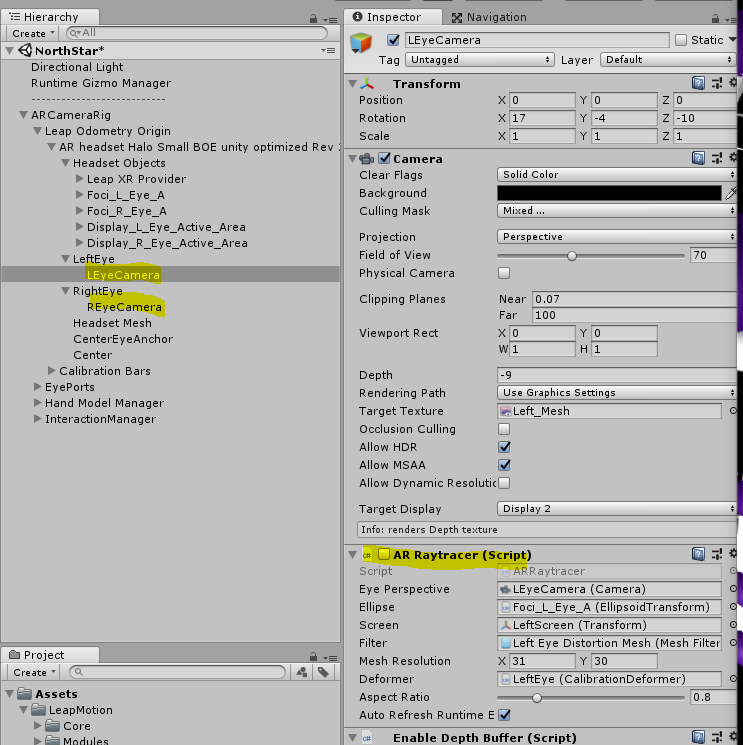 Hierarchy
Create
All
NorthStar*
Directional Light
Runtime Gizmo Manager
------------------------
ARCameraRig
Leap Odometry Origin
AR headset Halo Small BOE unity optimized Rev
Headset Objects
Leap XR Provider
Foci_L_Eye_A
Foci_R_Eye_A
Display_L_Eye_Active_Area
Display_R_Eye_Active_Area
LeftEye
LEyeCamera
RightEye
REyeCamera
Headset Mesh
CenterEyeAnchor
Center
Calibration Bars
EyePorts
Hand Model Manager
InteractionManager
Project
Create
Assets
LeapMotion
Core
Modules
Inspector Navigation
LEyeCamera Static
Tag Untagged Layer Default
Transform
Position X 0 Y 0 Z 0
Rotation X 17 Y -4 Z -10
Scale X 1 Y 1 Z 1
Camera
Clear Flags Solid Color
Background
Culling Mask Mixed ...
Projection Perspective
Field of View 70
Physical Camera
Clipping Planes Near 0.07
Far 100
Viewport Rect X 0 Y 0
W 1 H 1
Depth -9
Rendering Path Use Graphics Settings
Target Texture Left_Mesh
Occlusion Culling
Allow HDR
Allow MSAA
Allow Dynamic Resolutic
Target Display Display 2
Info: renders Depth texture
c# AR Raytracer (Script)
Script ARRaytracer
Eye Perspective LEyeCamera (Camera)
Ellipse Foci_L_Eye_A (EllipsoidTransform)
Screen LeftScreen (Transform)
Filter Left Eye Distortion Mesh (Mesh Filter
Mesh Resolution X 31 Y 30
Deformer LeftEye (CalibrationDeformer)
Aspect Ratio 0.8
Auto Refresh Runtime E
c# Enable Depth Buffer (Script)